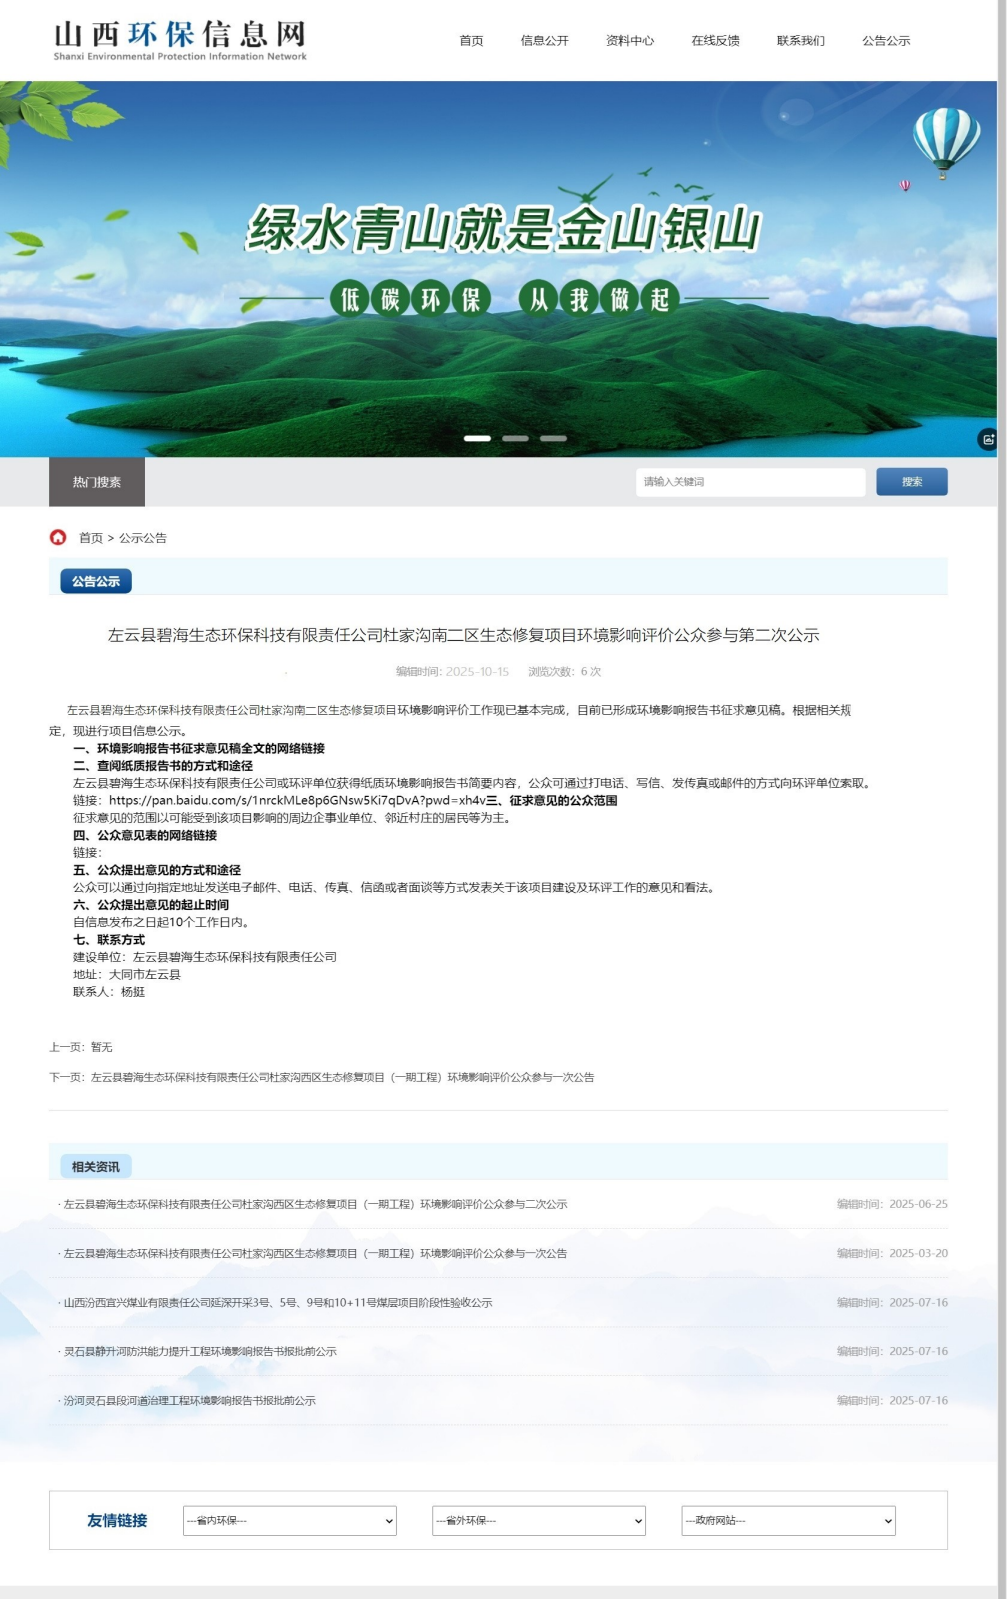 山西环保信息网
Shanxi Environmental Protection Information Network
首页 信息公开 资料中心 在线反馈 联系我们 公告公示
绿水青山就是金山银山
低碳环保 从我做起
热门搜素 请输入关键词 搜索
首页 > 公示公告
公告公示
左云县碧海生态环保科技有限责任公司杜家沟南二区生态修复项目环境影响评价公众参与第二次公示
编辑时间：2025-10-15 浏览次数：6 次
左云县碧海生态环保科技有限责任公司杜家沟南二区生态修复项目环境影响评价工作现已基本完成，目前已形成环境影响报告书征求意见稿。根据相关规
定，现进行项目信息公示。
一、环境影响报告书征求意见稿全文的网络链接
二、查阅纸质报告书的方式和途径
左云县碧海生态环保科技有限责任公司或环评单位获得纸质环境影响报告书简要内容，公众可通过打电话、写信、发传真或邮件的方式向环评单位索取。
链接：https://pan.baidu.com/s/1nrckMLe8p6GNsw5Ki7qDvA?pwd=xh4v三、征求意见的公众范围
征求意见的范围以可能受到该项目影响的周边企事业单位、邻近村庄的居民等为主。
四、公众意见表的网络链接
链接：
五、公众提出意见的方式和途径
公众可以通过向指定地址发送电子邮件、电话、传真、信函或者面谈等方式发表关于该项目建设及环评工作的意见和看法。
六、公众提出意见的起止时间
自信息发布之日起10个工作日内。
七、联系方式
建设单位：左云县碧海生态环保科技有限责任公司
地址：大同市左云县
联系人：杨挺
上一页：暂无
下一页：左云县碧海生态环保科技有限责任公司杜家沟西区生态修复项目（一期工程）环境影响评价公众参与一次公告
相关资讯
· 左云县碧海生态环保科技有限责任公司杜家沟西区生态修复项目（一期工程）环境影响评价公众参与二次公示 编辑时间：2025-06-25
· 左云县碧海生态环保科技有限责任公司杜家沟西区生态修复项目（一期工程）环境影响评价公众参与一次公告 编辑时间：2025-03-20
· 山西汾西宜兴煤业有限责任公司延深开采3号、5号、9号和10+11号煤层项目阶段性验收公示 编辑时间：2025-07-16
· 灵石县静升河防洪能力提升工程环境影响报告书报批前公示 编辑时间：2025-07-16
· 汾河灵石县段河道治理工程环境影响报告书报批前公示 编辑时间：2025-07-16
友情链接 ---省内环保--- ---省外环保--- ---政府网站---